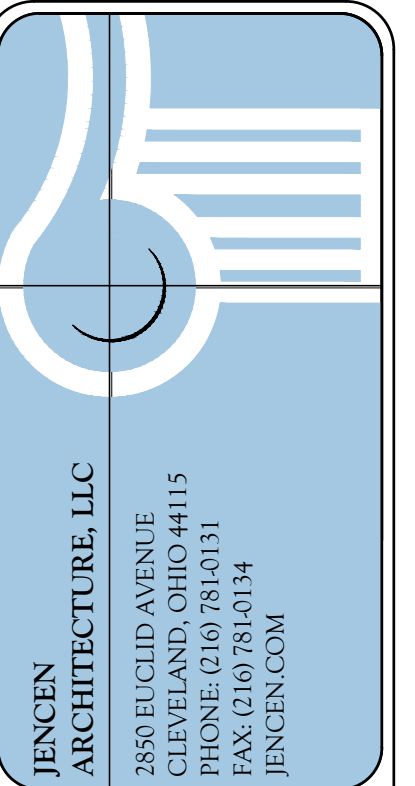 JENCEN
ARCHITECTURE, LLC
2850 EUCLID AVENUE
CLEVELAND, OHIO 44115
PHONE: (216) 781-0131
FAX: (216) 781-0134
JENCEN.COM